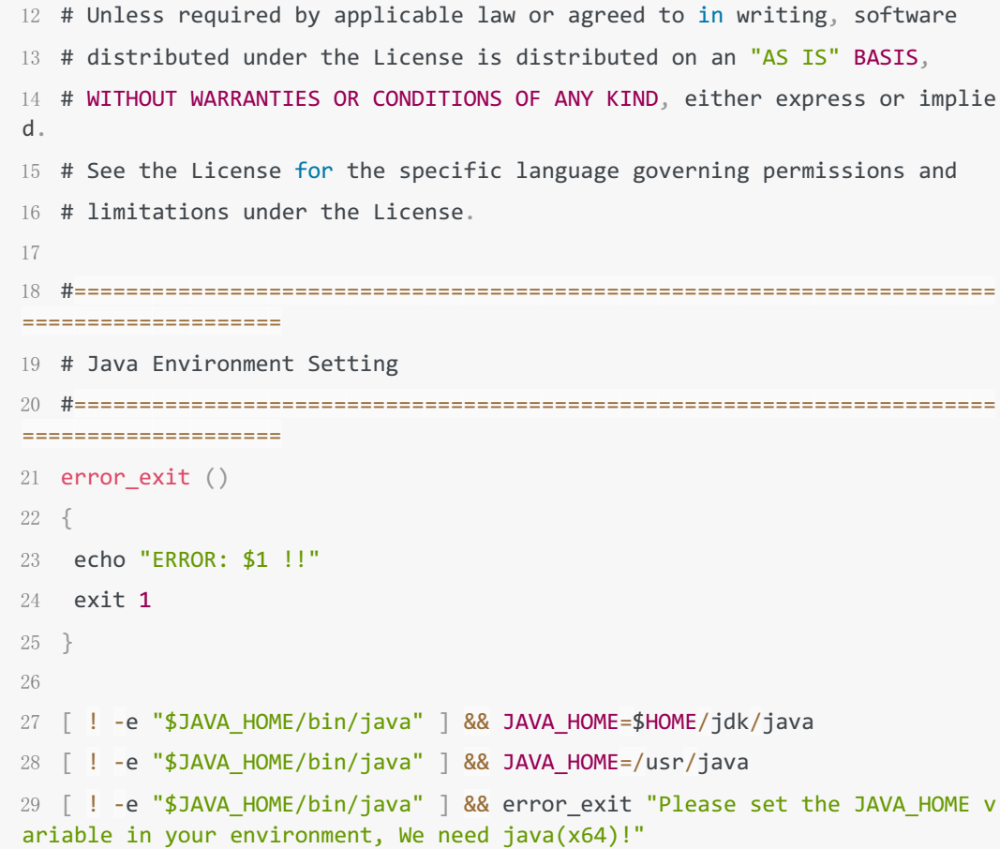 12 # Unless required by applicable law or agreed to in writing, software
13 # distributed under the License is distributed on an "AS IS" BASIS,
14 # WITHOUT WARRANTIES OR CONDITIONS OF ANY KIND, either express or implie
d.
15 # See the License for the specific language governing permissions and
16 # limitations under the License.
17
18 #=======================================================================
====================
19 # Java Environment Setting
20 #=======================================================================
====================
21 error_exit ()
22 {
23  echo "ERROR: $1 !!"
24  exit 1
25 }
26
27 [ ! -e "$JAVA_HOME/bin/java" ] && JAVA_HOME=$HOME/jdk/java
28 [ ! -e "$JAVA_HOME/bin/java" ] && JAVA_HOME=/usr/java
29 [ ! -e "$JAVA_HOME/bin/java" ] && error_exit "Please set the JAVA_HOME v
ariable in your environment, We need java(x64)!"